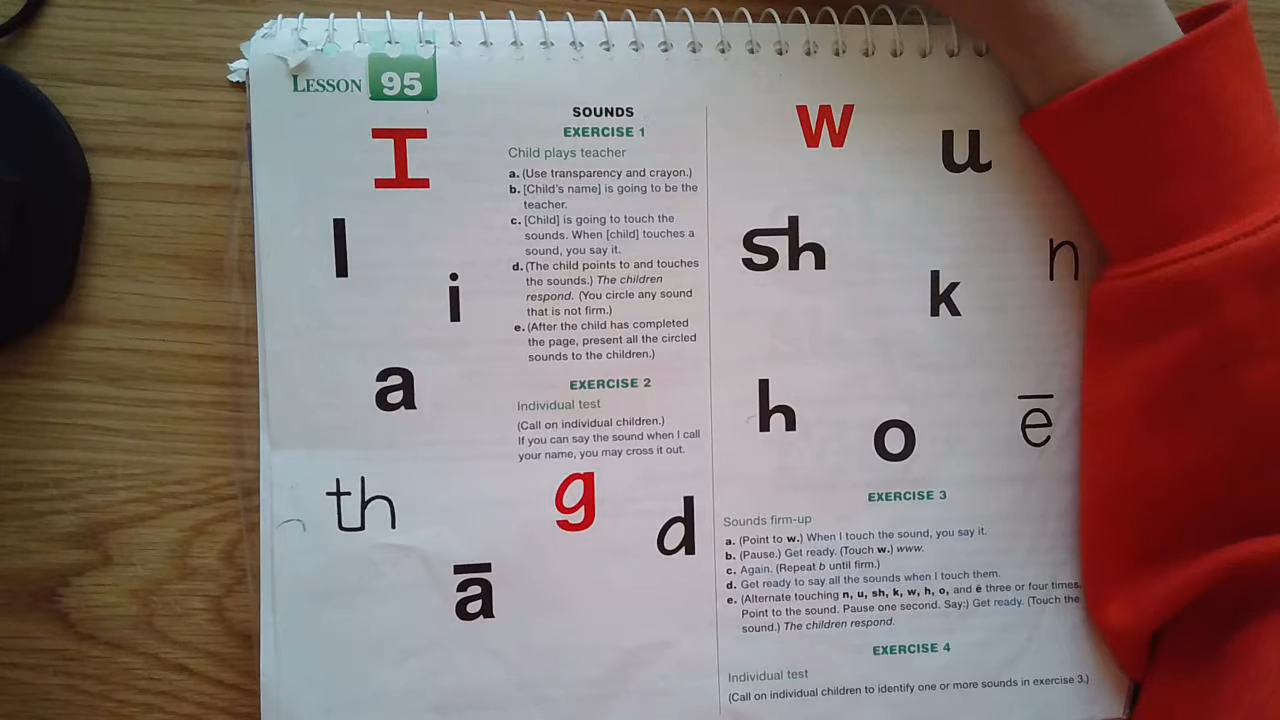 LESSON 95
I
l
i
a
th
g
d
ā
SOUNDS
EXERCISE 1
Child plays teacher
a. (Use transparency and crayon.)
b. [Child's name] is going to be the
teacher.
c. [Child] is going to touch the
sounds. When [child] touches a
sound, you say it.
d. (The child points to and touches
the sounds.) The children
respond. (You circle any sound
that is not firm.)
e. (After the child has completed
the page, present all the circled
sounds to the children.)
EXERCISE 2
Individual test
(Call on individual children.)
If you can say the sound when I call
your name, you may cross it out.
w
u
sh
n
k
h
o
ē
EXERCISE 3
Sounds firm-up
a. (Point to w.) When I touch the sound, you say it.
b. (Pause.) Get ready. (Touch w.) www.
c. Again. (Repeat b until firm.)
d. Get ready to say all the sounds when I touch them.
e. (Alternate touching n, u, sh, k, w, h, o, and ē three or four times.
Point to the sound. Pause one second. Say:) Get ready. (Touch the
sound.) The children respond.
EXERCISE 4
Individual test
(Call on individual children to identify one or more sounds in exercise 3.)